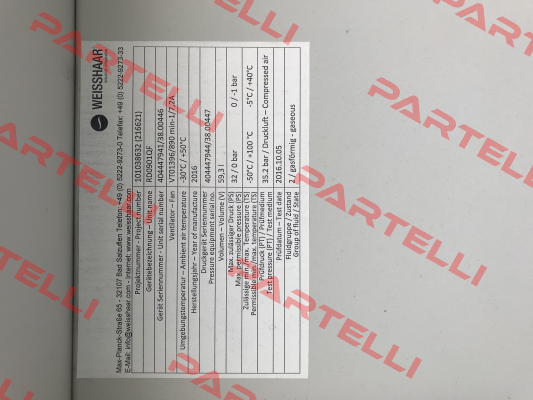 WEISSHAAR
Max-Planck-Straße 65 - 32107 Bad Salzuflen Telefon: +49 (0) 5222-9273-0 Telefax: +49 (0) 5222-9273-33
E-Mail: info@weisshaar.com - Internet: www.weisshaar.com
Projektnummer - Project number 101038632 (216621)
Gerätebezeichnung – Unit name RD0901QF
Gerät Seriennummer - Unit serial number 404447941/38.00446
Ventilator – Fan YT01396/890 min-1/7,2A
Umgebungstemperatur – Ambient air temperature -30°C / +50°C
Herstellungsjahr – Year of manufacture 2016
Druckgerät Seriennummer
Pressure equipment serial no. 404447944/38.00447
Volumen – Volume (V) 59,3 l
Max. zulässiger Druck (PS)
Max. permissible pressure (PS) 32 / 0 bar 0 / -1 bar
Zulässige min./max. Temperatur (TS)
Permissible min./max. temperature (TS) -50°C / +100 °C -5°C / +40°C
Prüfdruck (PT) / Prüfmedium
Test pressure (PT) / Test medium 35.2 bar / Druckluft – Compressed air
Prüfdatum – Test date 2016.10.05
Fluidgruppe / Zustand
Group of fluid / State 2 / gasförmig - gaseous
PARTELLI
PARTELLI
PARTELLI
PARTELLI
PARTELLI
PARTELLI
PARTELLI